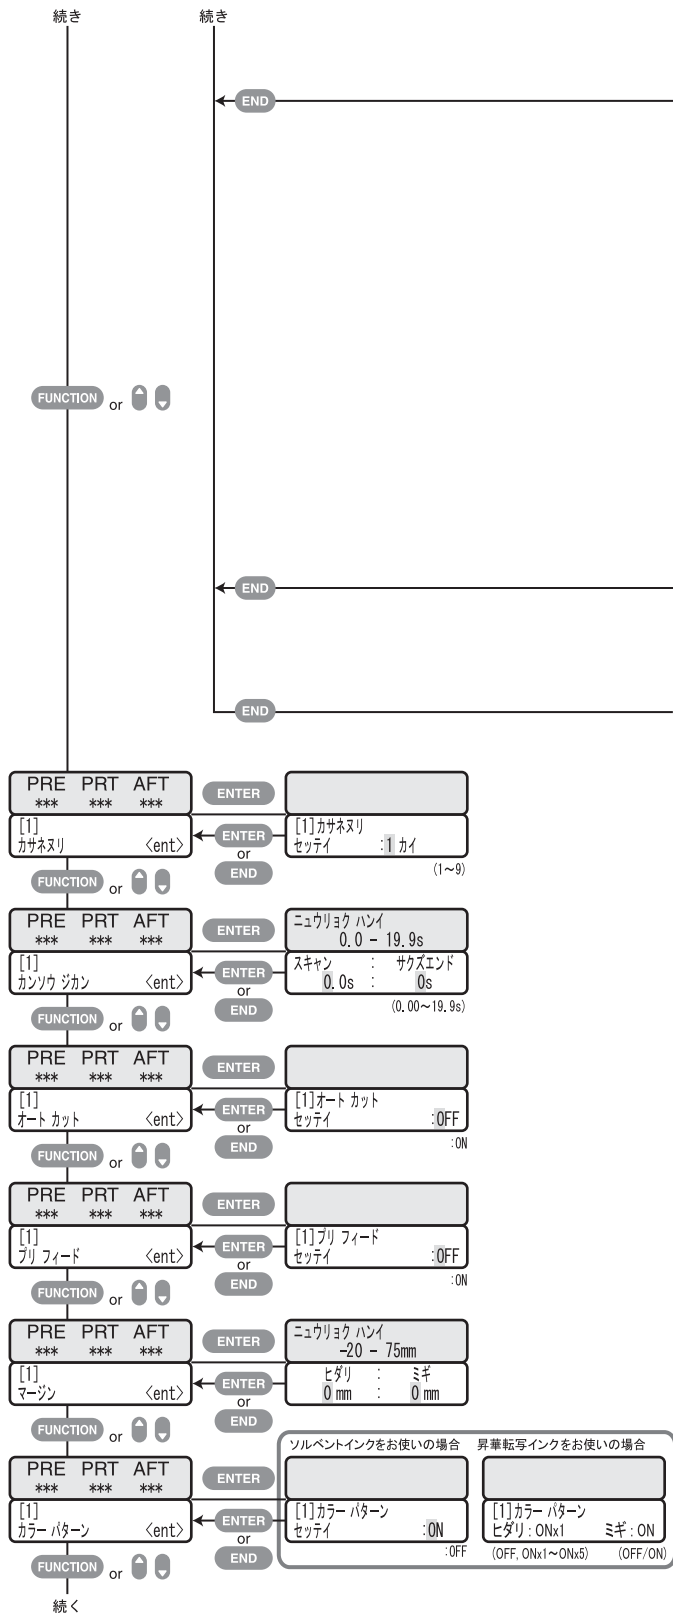 続き 続き
END
FUNCTION or
END
END
PRE PRT AFT
*** *** ***
ENTER
[1]
カサネヌリ <ent>
ENTER
or
END
[1]カサネヌリ
セッテイ :1 カイ
(1〜9)
FUNCTION or
PRE PRT AFT
*** *** ***
ENTER
ニュウリョク ハンイ
0.0 - 19.9s
[1]
カンソウ ジカン <ent>
ENTER
or
END
スキャン : サクズエンド
0.0s : 0s
(0.00〜19.9s)
FUNCTION or
PRE PRT AFT
*** *** ***
ENTER
[1]
オート カット <ent>
ENTER
or
END
[1]オート カット
セッテイ :OFF
:ON
FUNCTION or
PRE PRT AFT
*** *** ***
ENTER
[1]
プリ フィード <ent>
ENTER
or
END
[1]プリ フィード
セッテイ :OFF
:ON
FUNCTION or
PRE PRT AFT
*** *** ***
ENTER
ニュウリョク ハンイ
-20 - 75mm
[1]
マージン <ent>
ENTER
or
END
ヒダリ : ミギ
0 mm : 0 mm
FUNCTION or
ソルベントインクをお使いの場合 昇華転写インクをお使いの場合
PRE PRT AFT
*** *** ***
ENTER
[1]
カラー パターン <ent>
ENTER
or
END
[1]カラー パターン
セッテイ :ON
:OFF
[1]カラー パターン
ヒダリ:ONx1 ミギ:ON
(OFF, ONx1〜ONx5) (OFF/ON)
FUNCTION or
続く